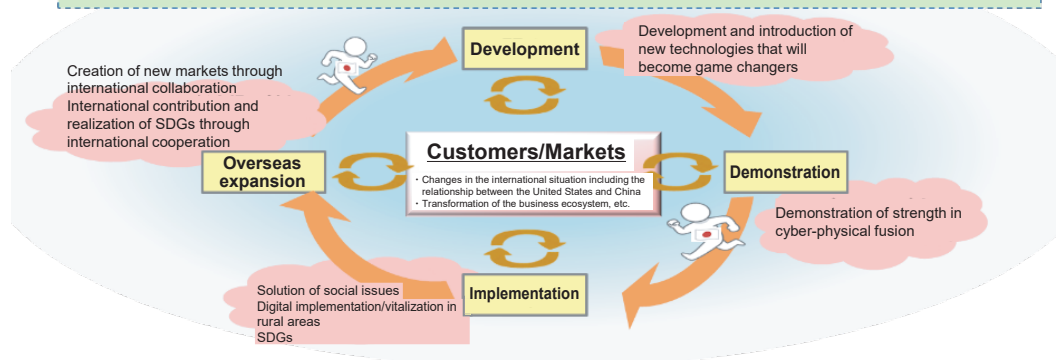 Development
Development and introduction of
new technologies that will
become game changers
Creation of new markets through
international collaboration
International contribution and
realization of SDGs through
international cooperation
Overseas
expansion
Customers/Markets
・Changes in the international situation including the
relationship between the United States and China
・Transformation of the business ecosystem, etc.
Demonstration
Demonstration of strength in
cyber-physical fusion
Implementation
Solution of social issues
Digital implementation/vitalization in
rural areas
SDGs